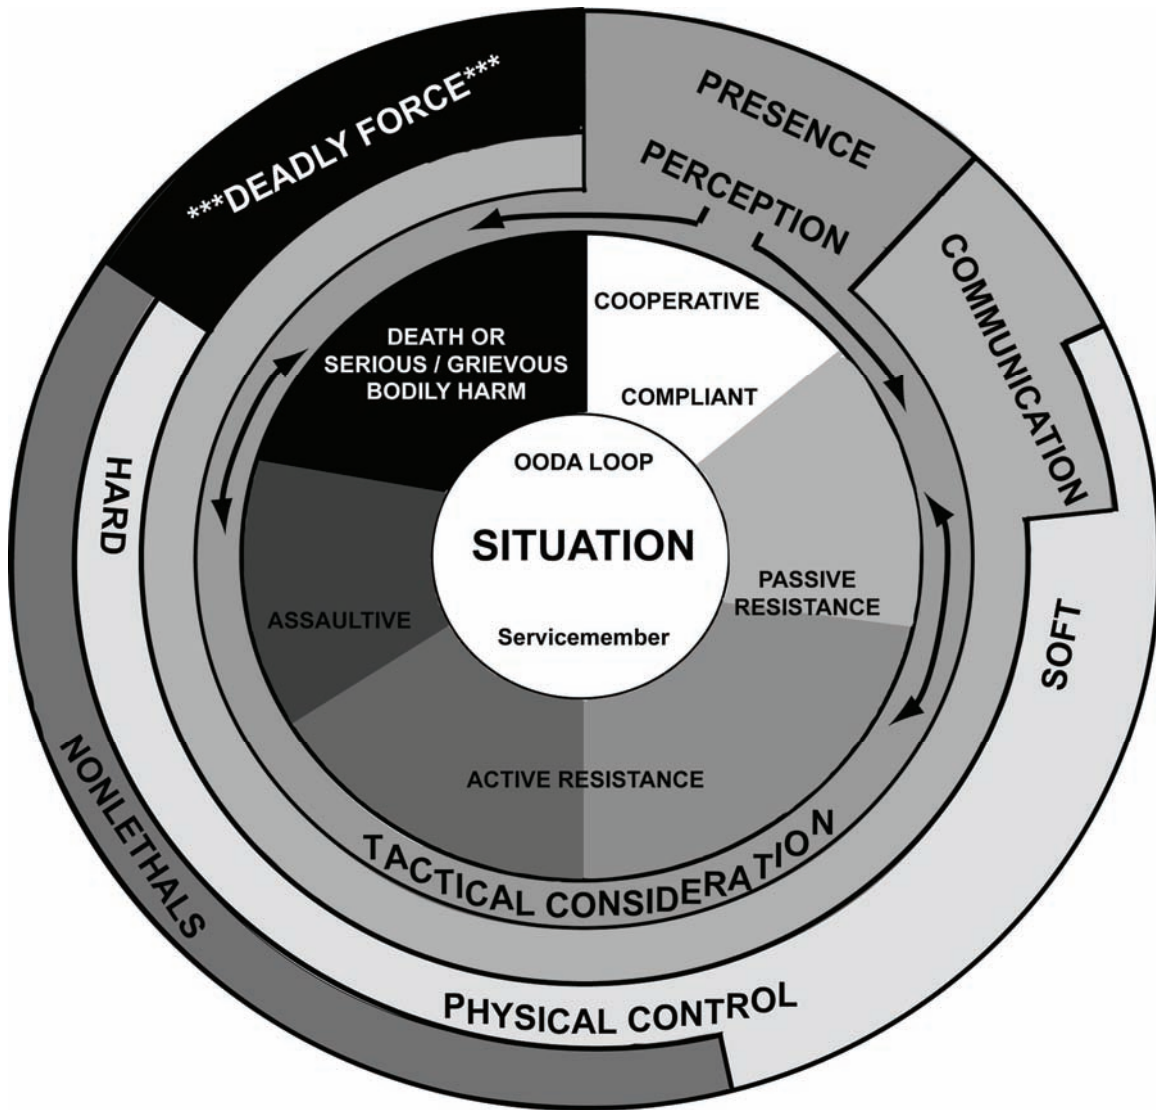 ***DEADLY FORCE***
PRESENCE
PERCEPTION
COMMUNICATION
COOPERATIVE
COMPLIANT
DEATH OR
SERIOUS / GRIEVOUS
BODILY HARM
OODA LOOP
SITUATION
Servicemember
HARD
ASSAULTIVE
PASSIVE
RESISTANCE
SOFT
ACTIVE RESISTANCE
TACTICAL CONSIDERATION
NONLETHALS
PHYSICAL CONTROL